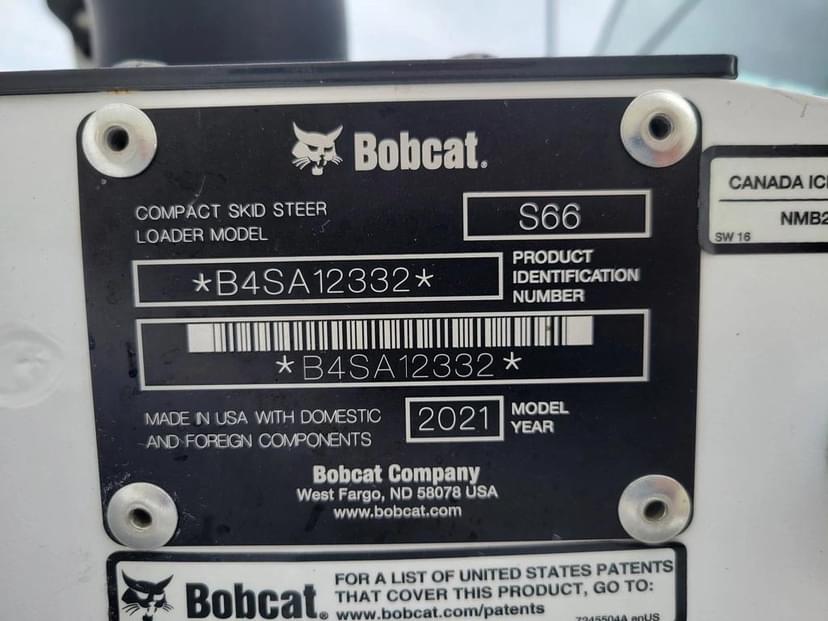 Bobcat.
COMPACT SKID STEER
LOADER MODEL
S66
*B4SA12332*
PRODUCT
IDENTIFICATION
NUMBER
*B4SA12332*
MADE IN USA WITH DOMESTIC
AND FOREIGN COMPONENTS
2021
MODEL
YEAR
Bobcat Company
West Fargo, ND 58078 USA
www.bobcat.com
CANADA
NMB2
SW 16
Bobcat.
FOR A LIST OF UNITED STATES PATENTS
THAT COVER THIS PRODUCT, GO TO:
www.bobcat.com/patents
enUS